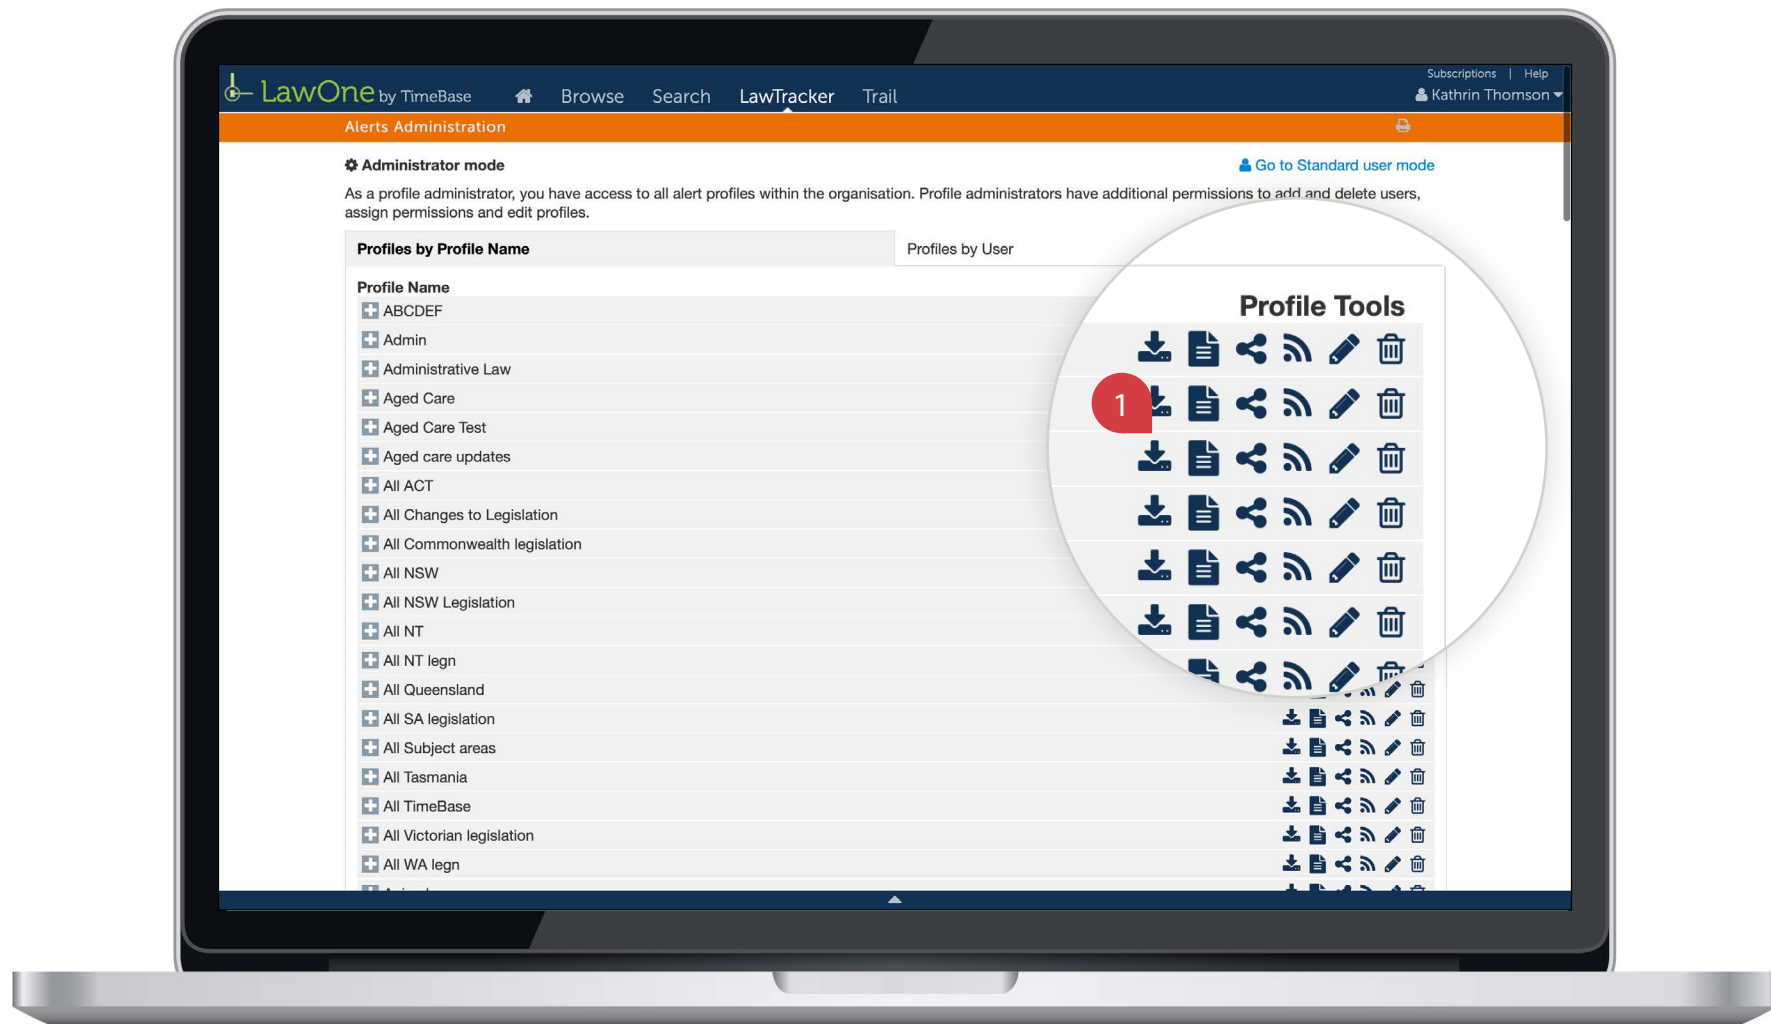 Subscriptions | Help
LawOne by TimeBase Browse Search LawTracker Trail Kathrin Thomson
Alerts Administration
Administrator mode Go to Standard user mode
As a profile administrator, you have access to all alert profiles within the organisation. Profile administrators have additional permissions to add and delete users,
assign permissions and edit profiles.
Profiles by Profile Name Profiles by User
Profile Name
Profile Tools
ABCDEF
Admin
Administrative Law
Aged Care
1
Aged Care Test
Aged care updates
All ACT
All Changes to Legislation
All Commonwealth legislation
All NSW
All NSW Legislation
All NT
All NT legn
All Queensland
All SA legislation
All Subject areas
All Tasmania
All TimeBase
All Victorian legislation
All WA legn